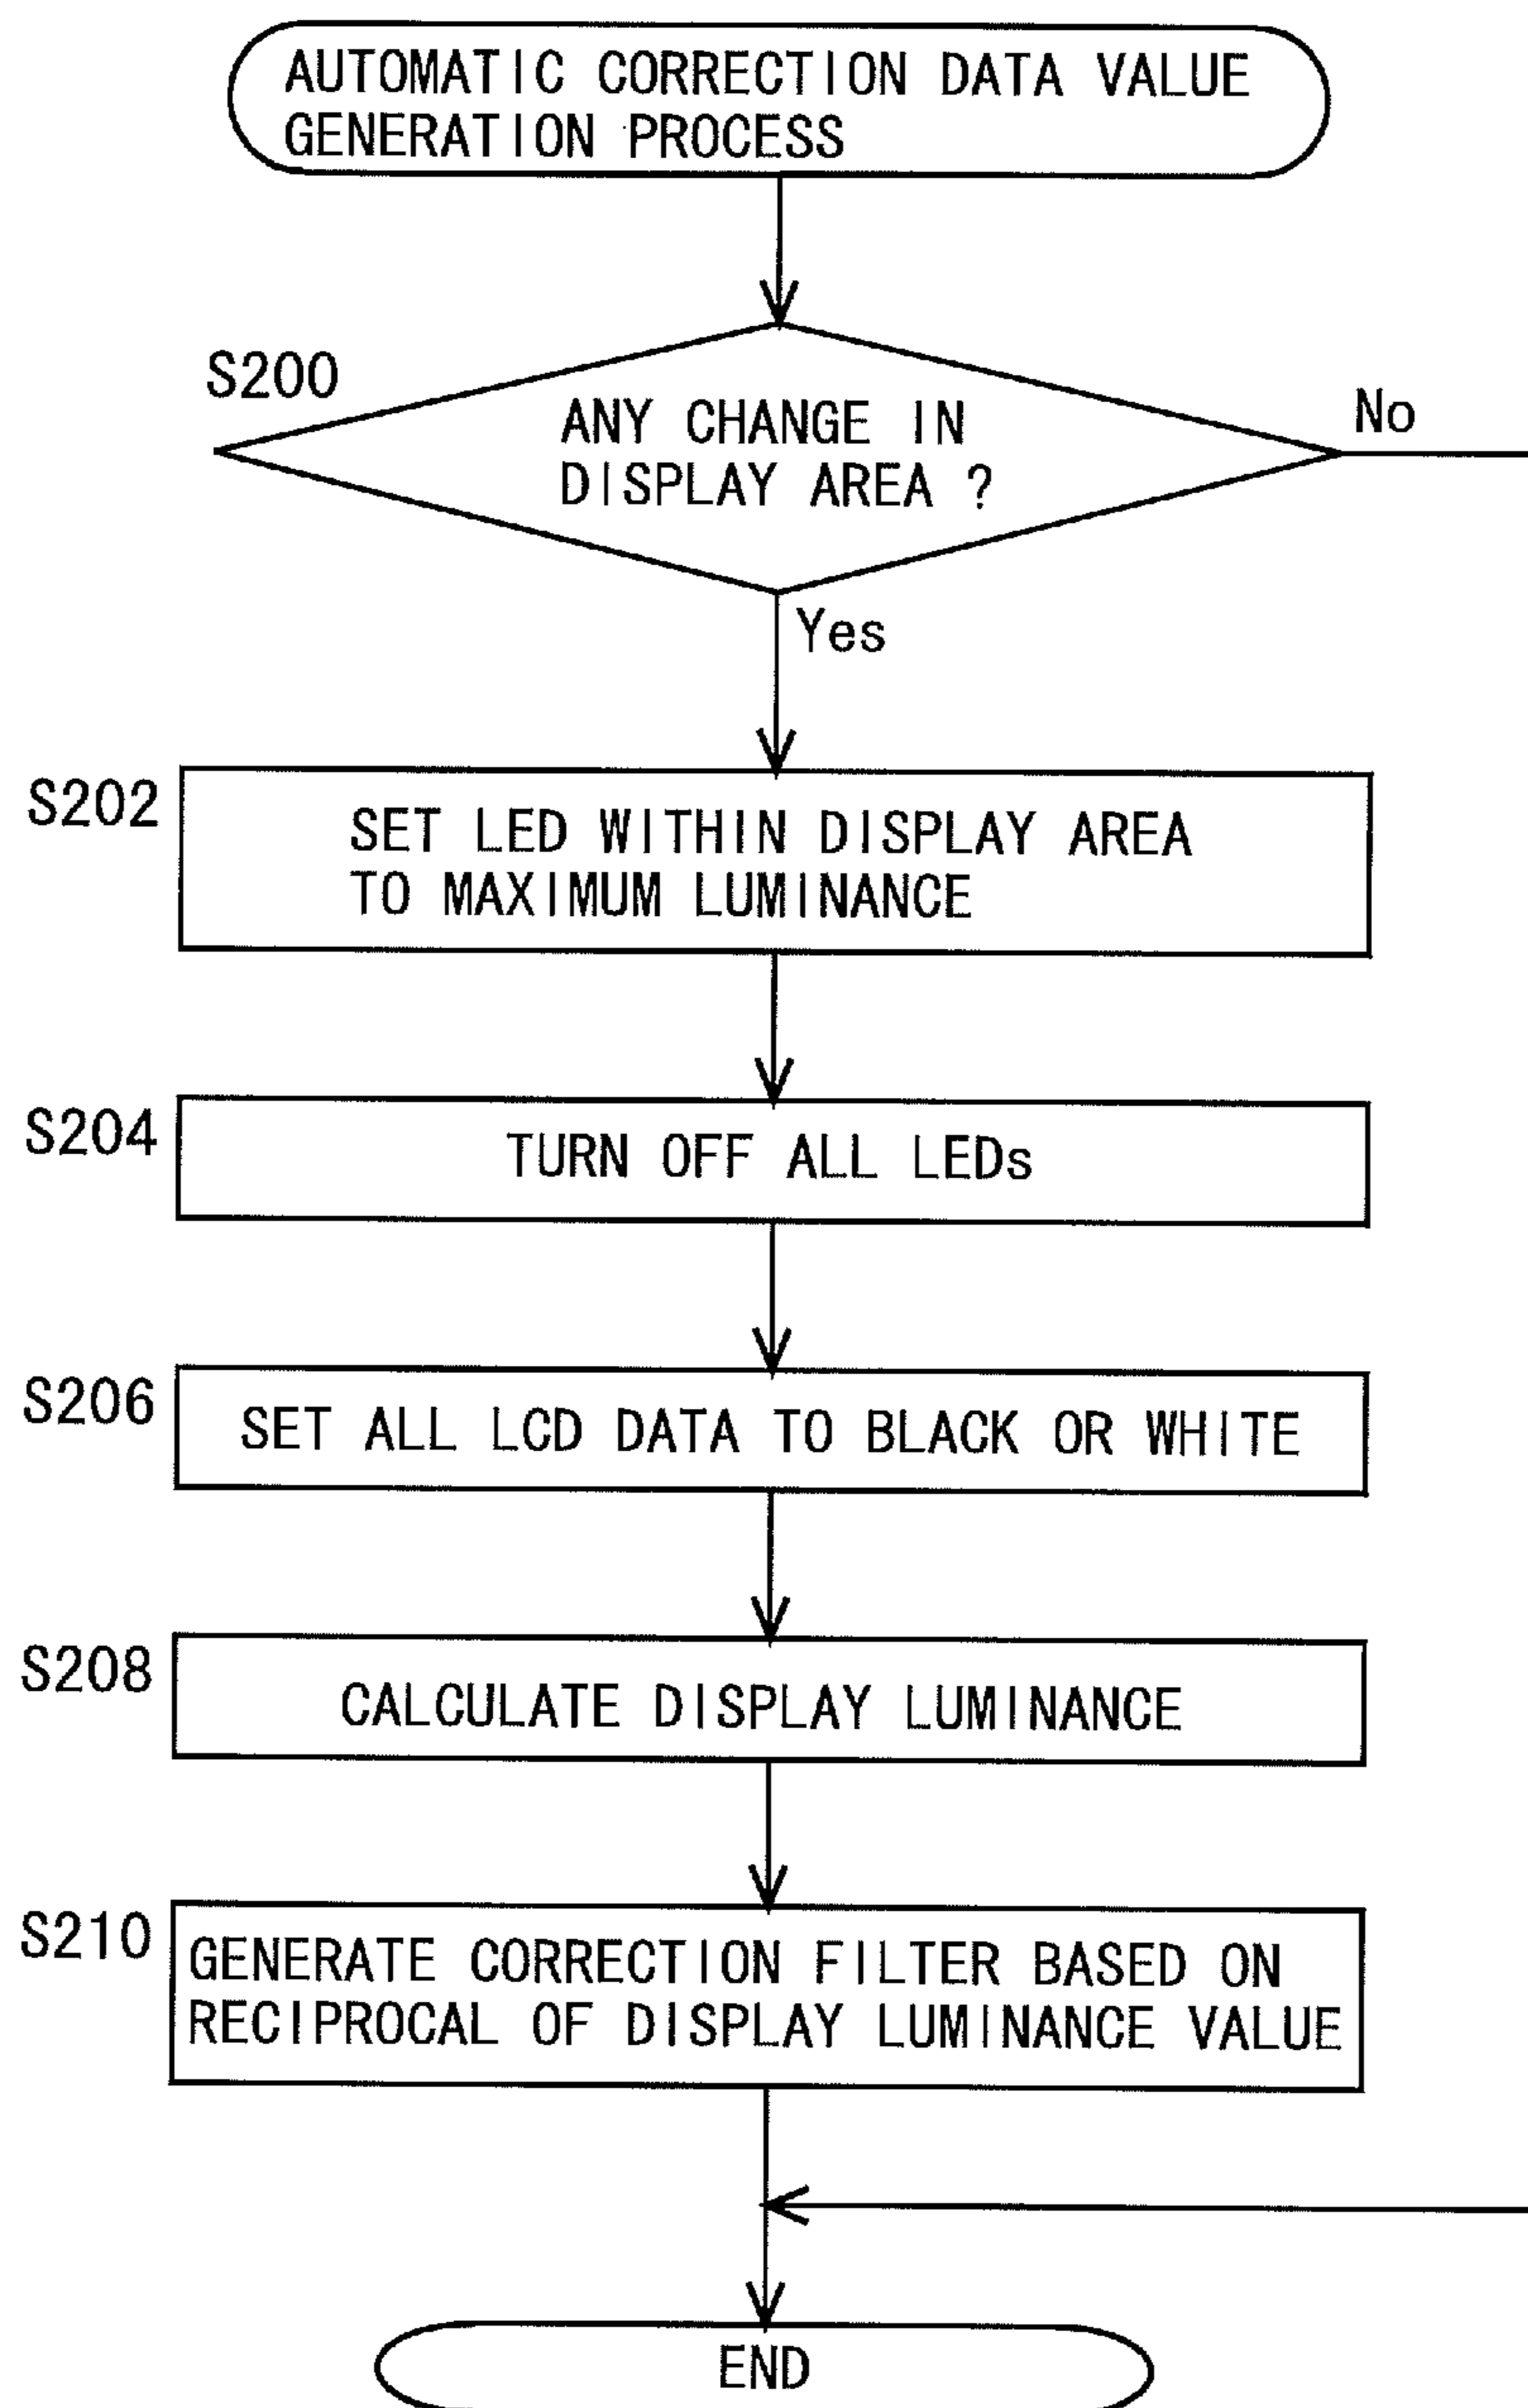 AUTOMATIC CORRECTION DATA VALUE
GENERATION PROCESS
S200
ANY CHANGE IN
DISPLAY AREA ?
No
Yes
S202
SET LED WITHIN DISPLAY AREA
TO MAXIMUM LUMINANCE
S204
TURN OFF ALL LEDs
S206
SET ALL LCD DATA TO BLACK OR WHITE
S208
CALCULATE DISPLAY LUMINANCE
S210
GENERATE CORRECTION FILTER BASED ON
RECIPROCAL OF DISPLAY LUMINANCE VALUE
END